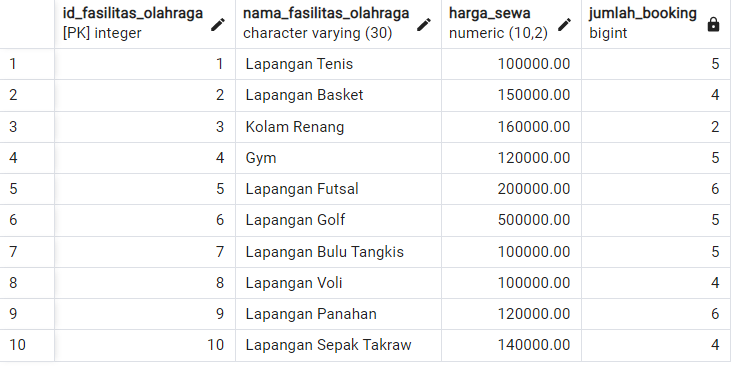 id_fasilitas_olahraga nama_fasilitas_olahraga harga_sewa jumlah_booking
[PK] integer character varying (30) numeric (10,2) bigint
1 1 Lapangan Tenis 100000.00 5
2 2 Lapangan Basket 150000.00 4
3 3 Kolam Renang 160000.00 2
4 4 Gym 120000.00 5
5 5 Lapangan Futsal 200000.00 6
6 6 Lapangan Golf 500000.00 5
7 7 Lapangan Bulu Tangkis 100000.00 5
8 8 Lapangan Voli 100000.00 4
9 9 Lapangan Panahan 120000.00 6
10 10 Lapangan Sepak Takraw 140000.00 4